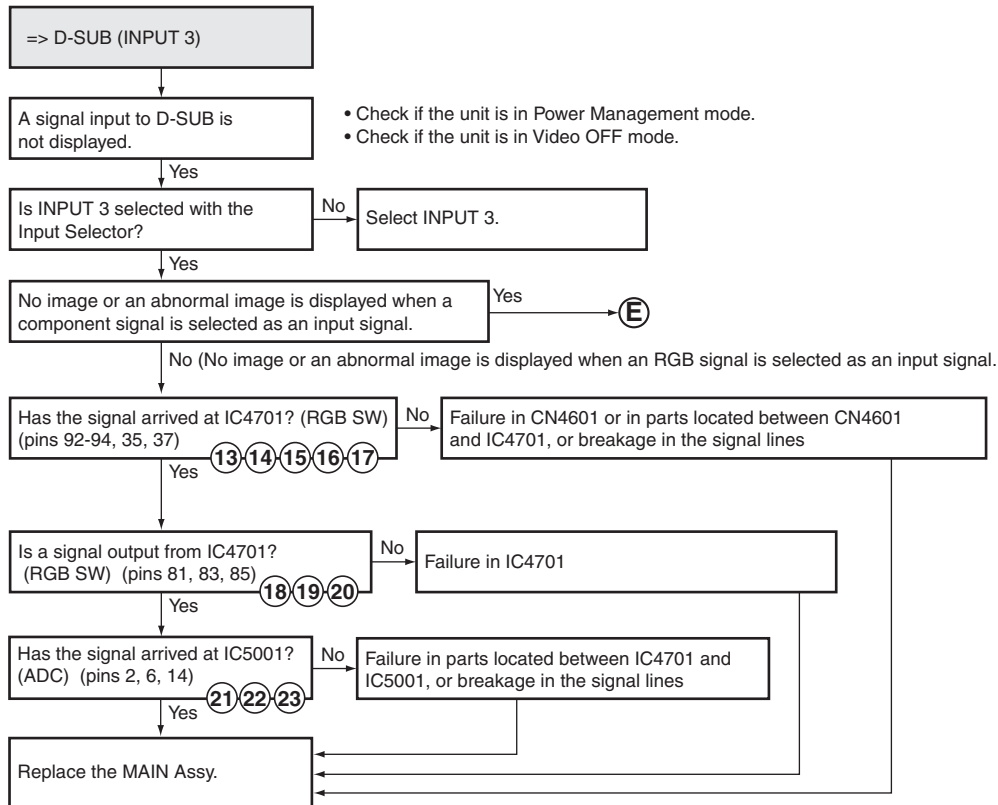 => D-SUB (INPUT 3)
A signal input to D-SUB is
not displayed.
• Check if the unit is in Power Management mode.
• Check if the unit is in Video OFF mode.
Yes
Is INPUT 3 selected with the
Input Selector?
No
Select INPUT 3.
Yes
No image or an abnormal image is displayed when a
component signal is selected as an input signal.
Yes
E
No (No image or an abnormal image is displayed when an RGB signal is selected as an input signal.
Has the signal arrived at IC4701? (RGB SW)
(pins 92-94, 35, 37)
13 14 15 16 17
No
Failure in CN4601 or in parts located between CN4601
and IC4701, or breakage in the signal lines
Yes
Is a signal output from IC4701?
(RGB SW) (pins 81, 83, 85)
18 19 20
No
Failure in IC4701
Yes
Has the signal arrived at IC5001?
(ADC) (pins 2, 6, 14)
21 22 23
No
Failure in parts located between IC4701 and
IC5001, or breakage in the signal lines
Yes
Replace the MAIN Assy.